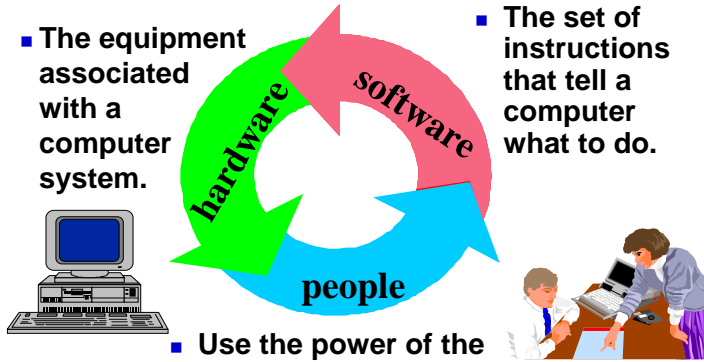 The equipment
associated
with a
computer
system.
hardware
software
The set of
instructions
that tell a
computer
what to do.
people
Use the power of the